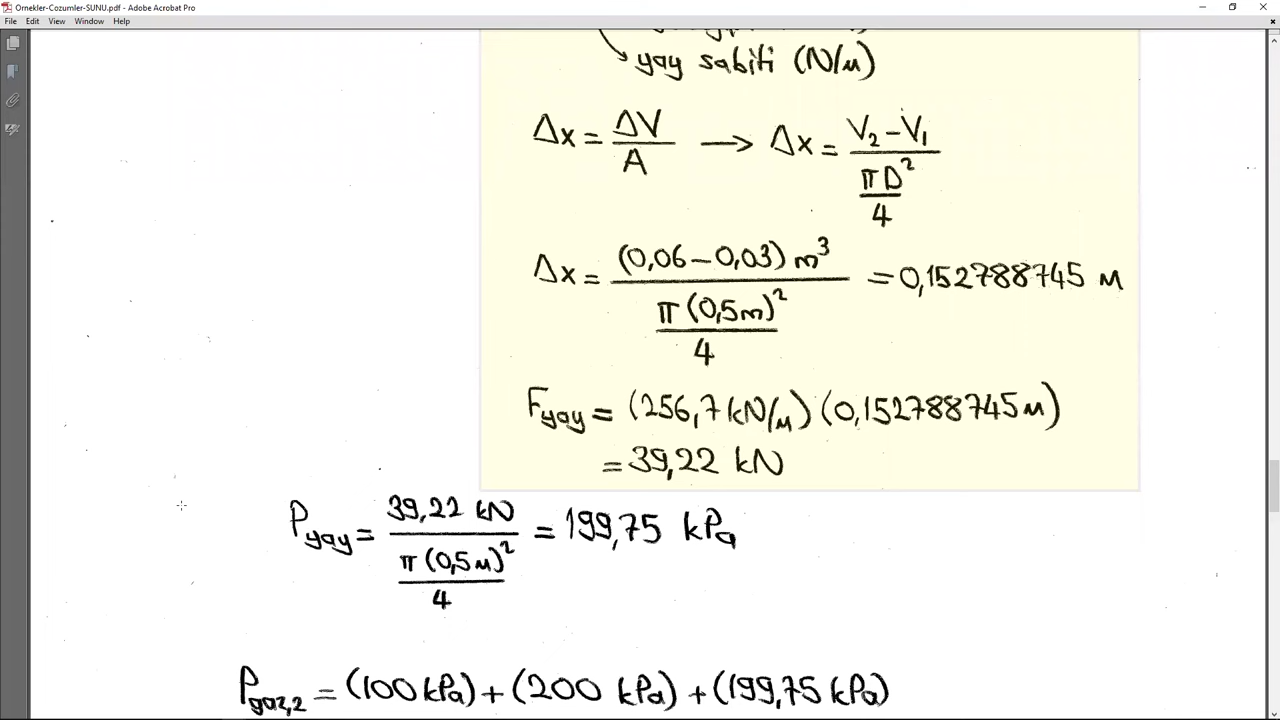 Ornekler-Cozumler-SUNU.pdf - Adobe Acrobat Pro
File Edit View Window Help
yay sabiti (N/m)
Δx = ΔV/A → Δx = (V₂ - V₁)/(πD²/4)
Δx = (0,06 - 0,03) m³/(π(0,5m)²/4) = 0,152788745 m
Fyay = (256,7 kN/m)(0,152788745 m)
= 39,22 kN
Pyay = 39,22 kN/(π(0,5m)²/4) = 199,75 kPa
Pgaz,2 = (100 kPa) + (200 kPa) + (199,75 kPa)